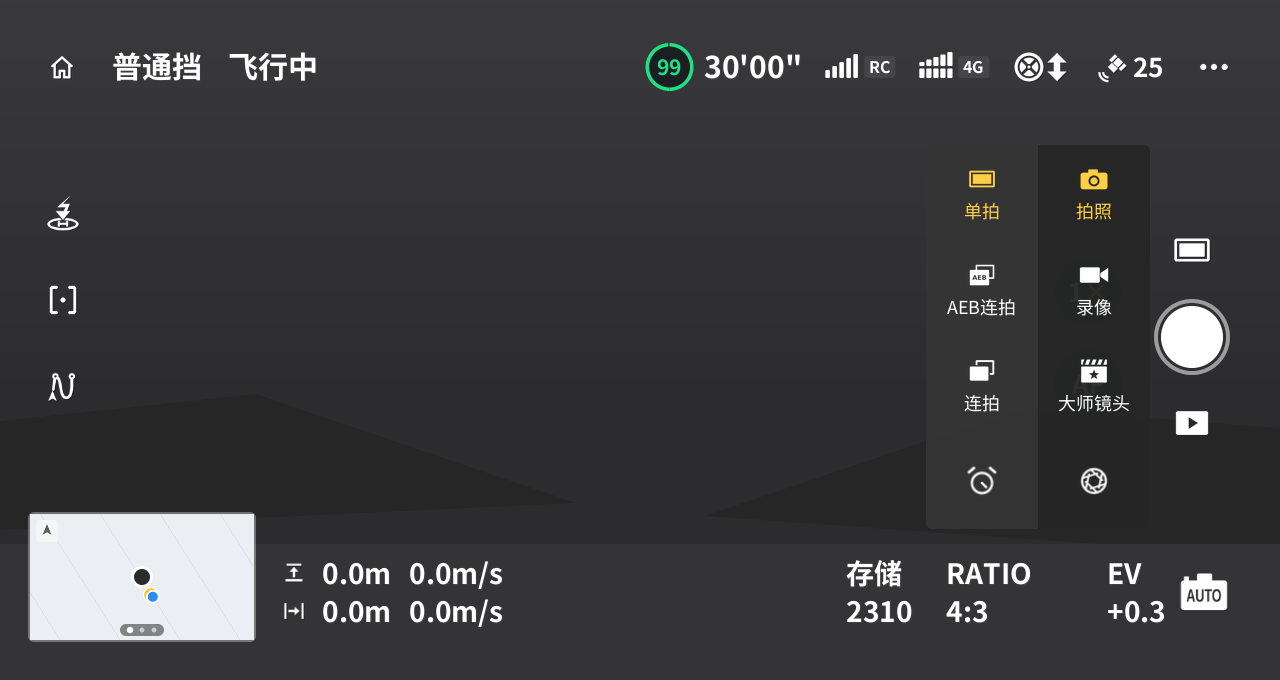 普通挡 飞行中 99 30'00" RC 4G 25
单拍 拍照
AEB
AEB连拍 录像
连拍 大师镜头
0.0m 0.0m/s 存储 RATIO EV
0.0m 0.0m/s 2310 4:3 +0.3 AUTO